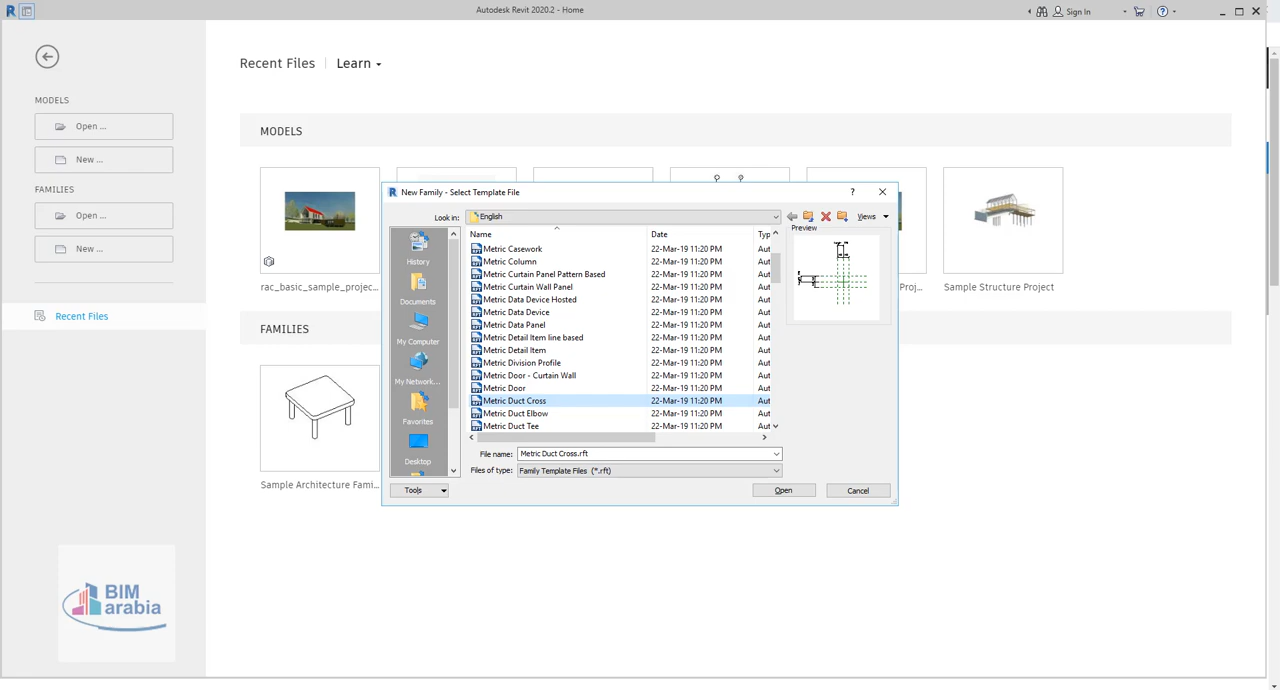 Autodesk Revit 2020.2 - Home
Sign In
Recent Files
Learn
MODELS
Open ...
New ...
FAMILIES
Open ...
New ...
Recent Files
BIM
arabia
MODELS
rac_basic_sample_projec...
Proj...
Sample Structure Project
FAMILIES
Sample Architecture Fami...
New Family - Select Template File
?
Look in:
English
Views
History
Documents
My Computer
My Network...
Favorites
Desktop
Name Date Typ
Metric Casework 22-Mar-19 11:20 PM Aut
Metric Column 22-Mar-19 11:20 PM Aut
Metric Curtain Panel Pattern Based 22-Mar-19 11:20 PM Aut
Metric Curtain Wall Panel 22-Mar-19 11:20 PM Aut
Metric Data Device Hosted 22-Mar-19 11:20 PM Aut
Metric Data Device 22-Mar-19 11:20 PM Aut
Metric Data Panel 22-Mar-19 11:20 PM Aut
Metric Detail Item line based 22-Mar-19 11:20 PM Aut
Metric Detail Item 22-Mar-19 11:20 PM Aut
Metric Division Profile 22-Mar-19 11:20 PM Aut
Metric Door - Curtain Wall 22-Mar-19 11:20 PM Aut
Metric Door 22-Mar-19 11:20 PM Aut
Metric Duct Cross 22-Mar-19 11:20 PM Aut
Metric Duct Elbow 22-Mar-19 11:20 PM Aut
Metric Duct Tee 22-Mar-19 11:20 PM Aut
Preview
File name: Metric Duct Cross.rft
Files of type: Family Template Files (*.rft)
Tools
Open
Cancel